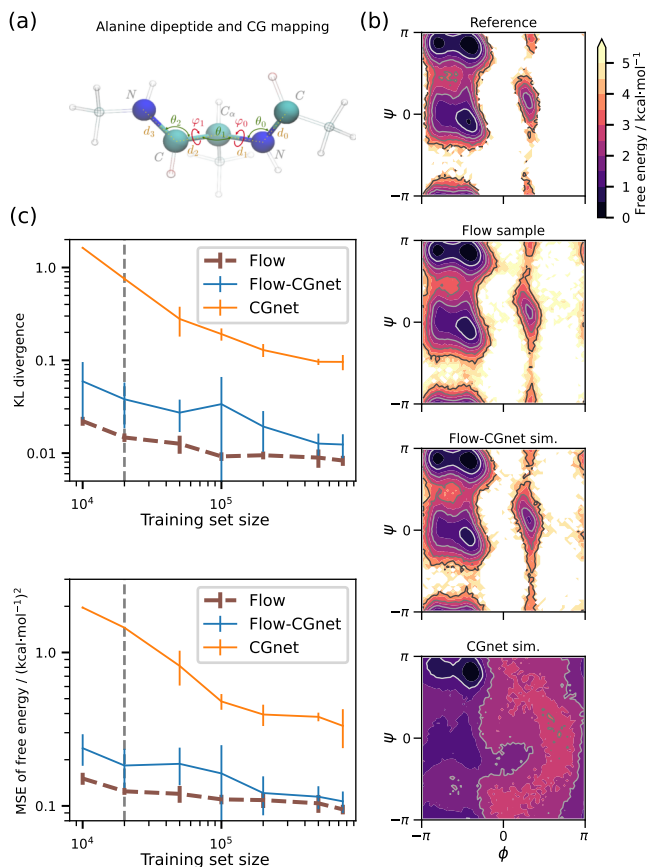 (a)
Alanine dipeptide and CG mapping
N
θ₂
φ₁
Cα
φ₀
θ₀
C
d₃
θ₁
d₀
C
d₂
d₁
N
(b)
Reference
π
ψ
0
−π
5
4
3
2
1
0
Free energy / kcal·mol⁻¹
Flow sample
π
ψ
0
−π
Flow-CGnet sim.
π
ψ
0
−π
CGnet sim.
π
ψ
0
−π
−π
0
π
ϕ
(c)
KL divergence
1.0
0.1
0.01
Flow
Flow-CGnet
CGnet
10⁴
10⁵
Training set size
MSE of free energy / (kcal·mol⁻¹)²
1.0
0.1
Flow
Flow-CGnet
CGnet
10⁴
10⁵
Training set size